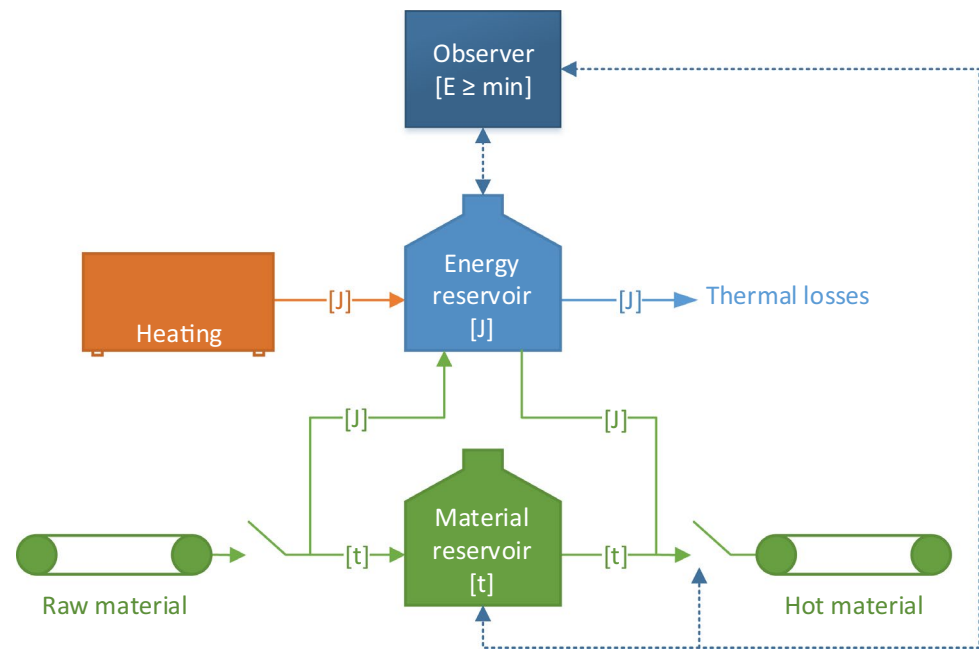 Observer
[E ≥ min]
Energy
reservoir
[J]
Heating
[J]
[J]
Thermal losses
[J]
[J]
Material
reservoir
[t]
[t]
[t]
Raw material
Hot material